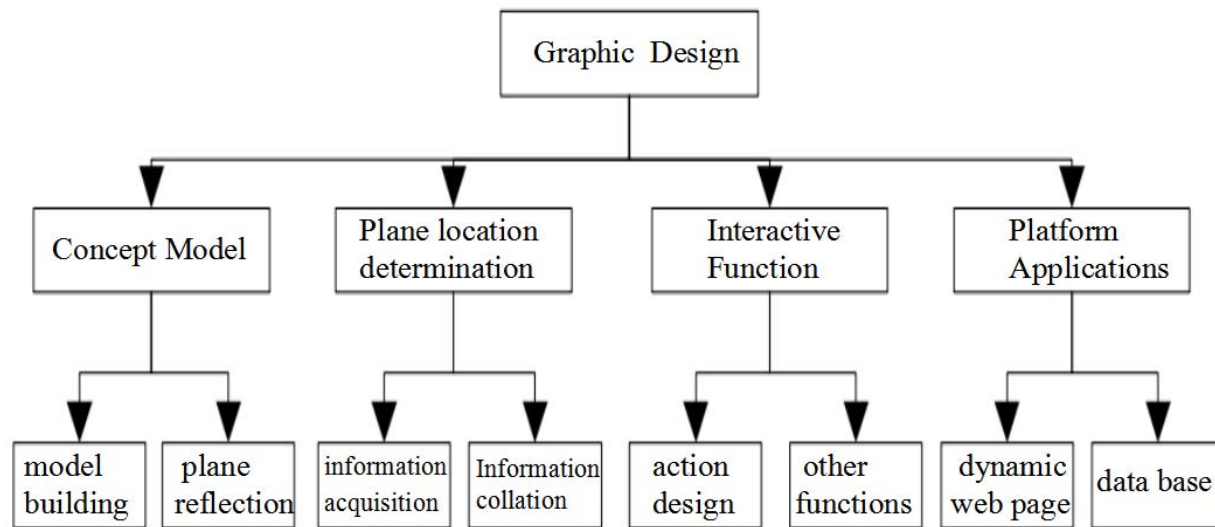 Graphic Design
Concept Model
Plane location
determination
Interactive
Function
Platform
Applications
model
building
plane
reflection
information
acquisition
Information
collation
action
design
other
functions
dynamic
web page
data base